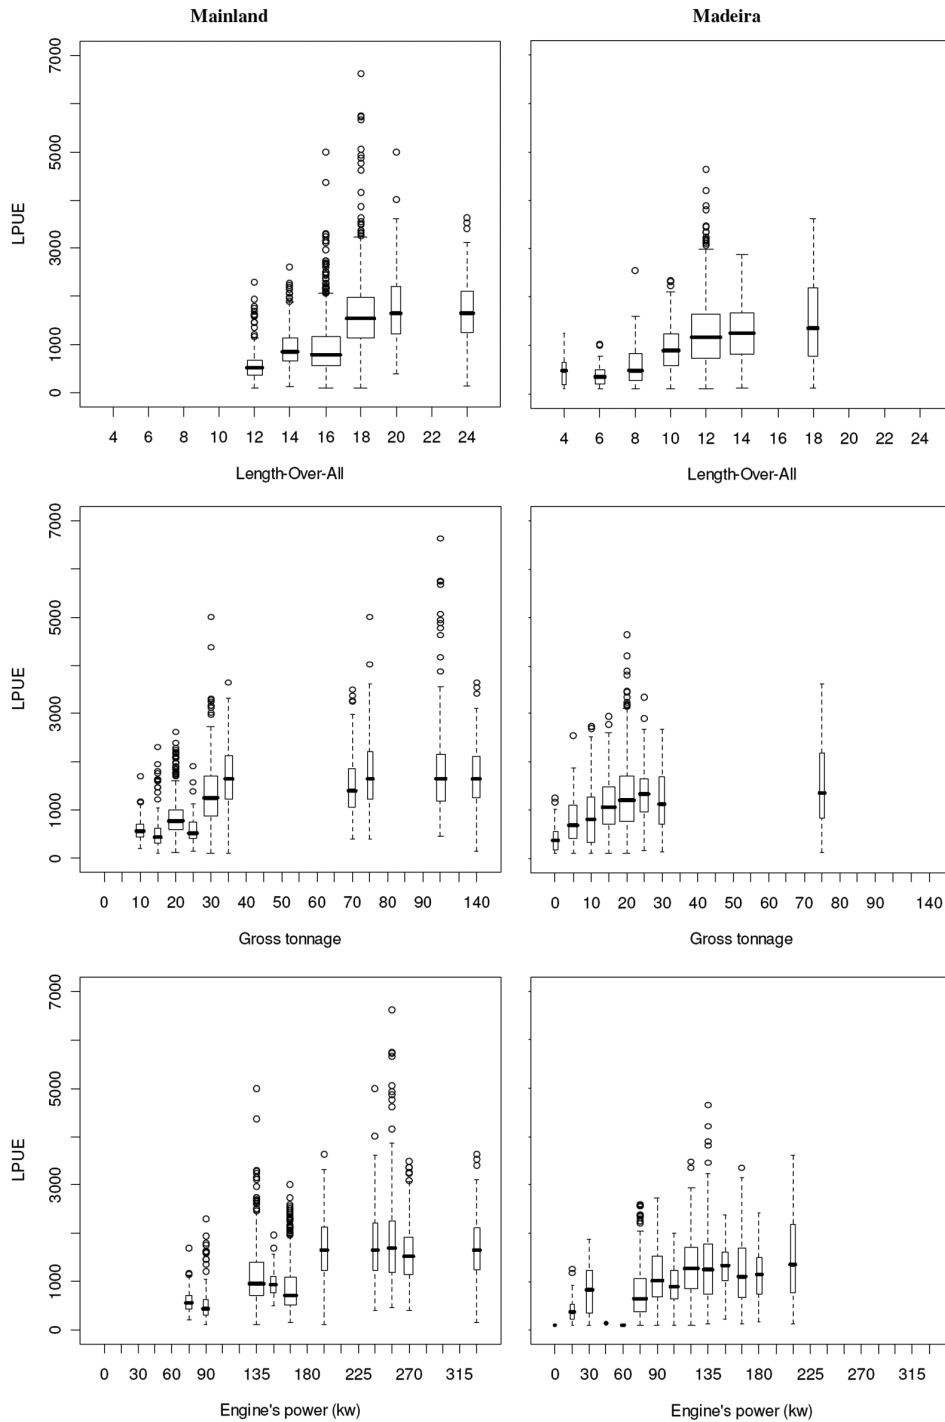 Mainland Madeira
7000
5000
3000
1000
0
LPUE
4 6 8 10 12 14 16 18 20 22 24 4 6 8 10 12 14 16 18 20 22 24
Length-Over-All Length-Over-All
7000
5000
3000
1000
0
LPUE
0 10 20 30 40 50 60 70 80 90 140 0 10 20 30 40 50 60 70 80 90 140
Gross tonnage Gross tonnage
7000
5000
3000
1000
0
LPUE
0 30 60 90 135 180 225 270 315 0 30 60 90 135 180 225 270 315
Engine's power (kw) Engine's power (kw)